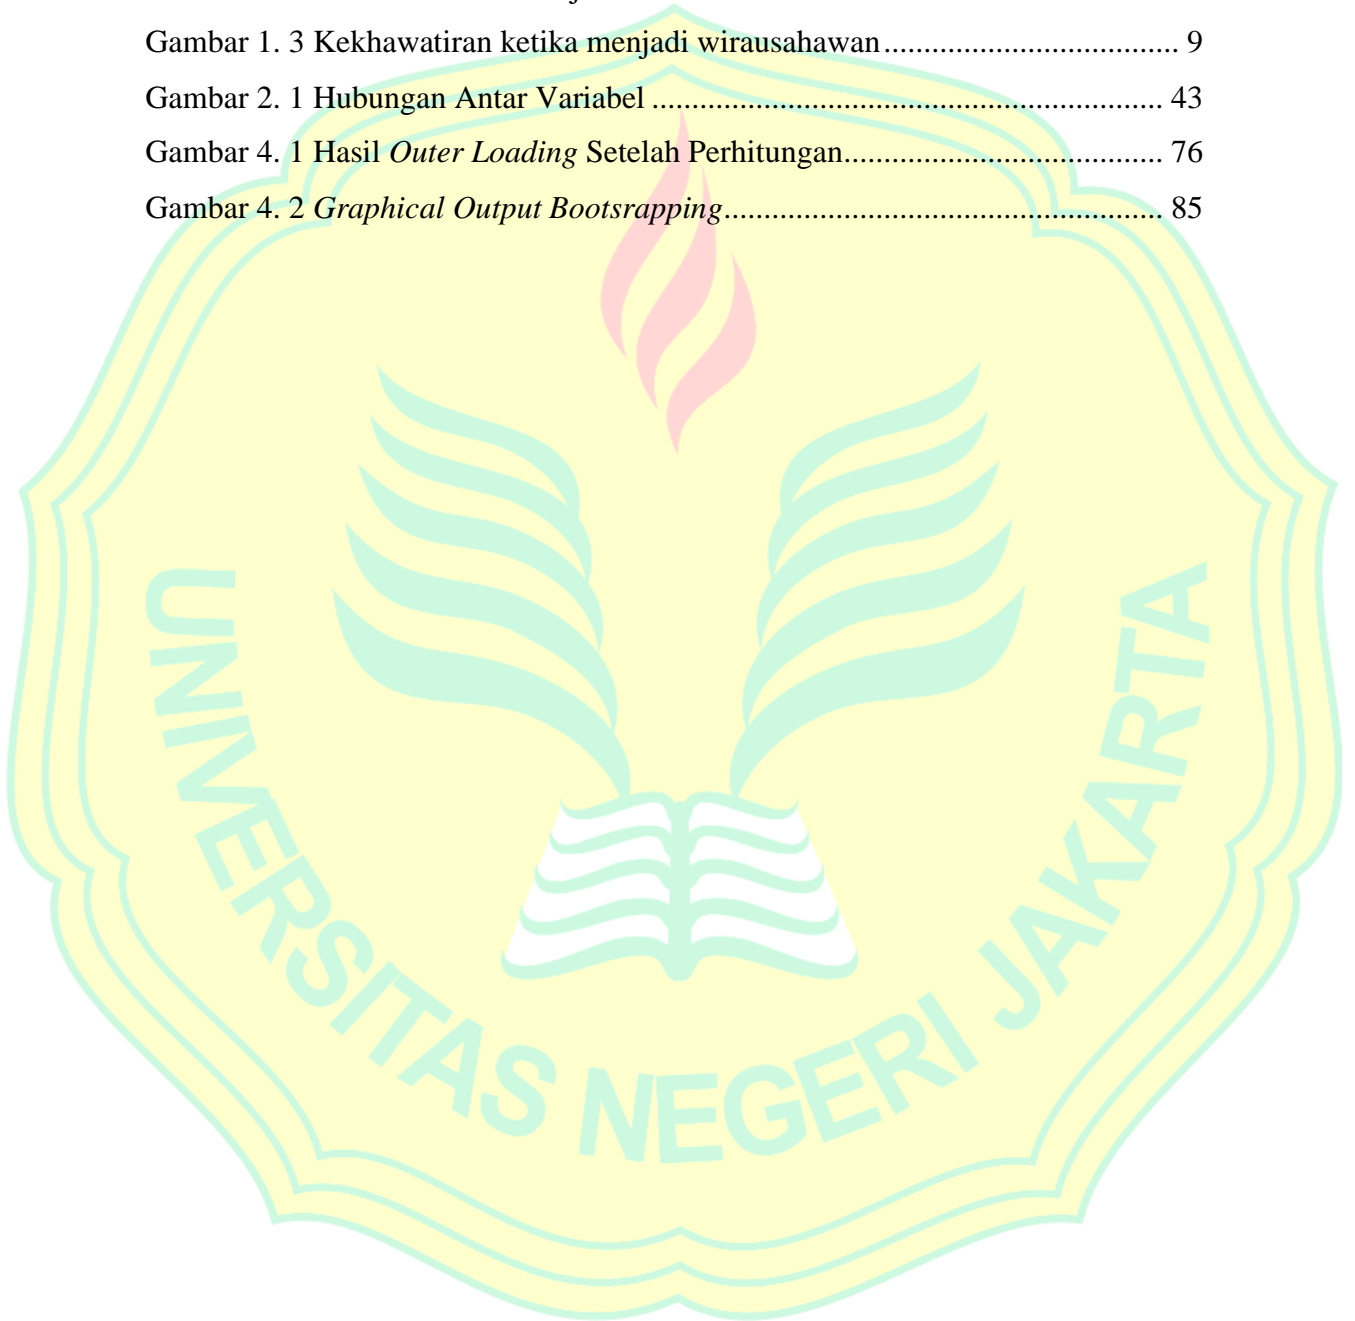 Gambar 1. 3 Kekhawatiran ketika menjadi wirausahawan.................................... 9
Gambar 2. 1 Hubungan Antar Variabel ............................................................... 43
Gambar 4. 1 Hasil Outer Loading Setelah Perhitungan....................................... 76
Gambar 4. 2 Graphical Output Bootsrapping...................................................... 85
UNIVERSITAS NEGERI JAKARTA